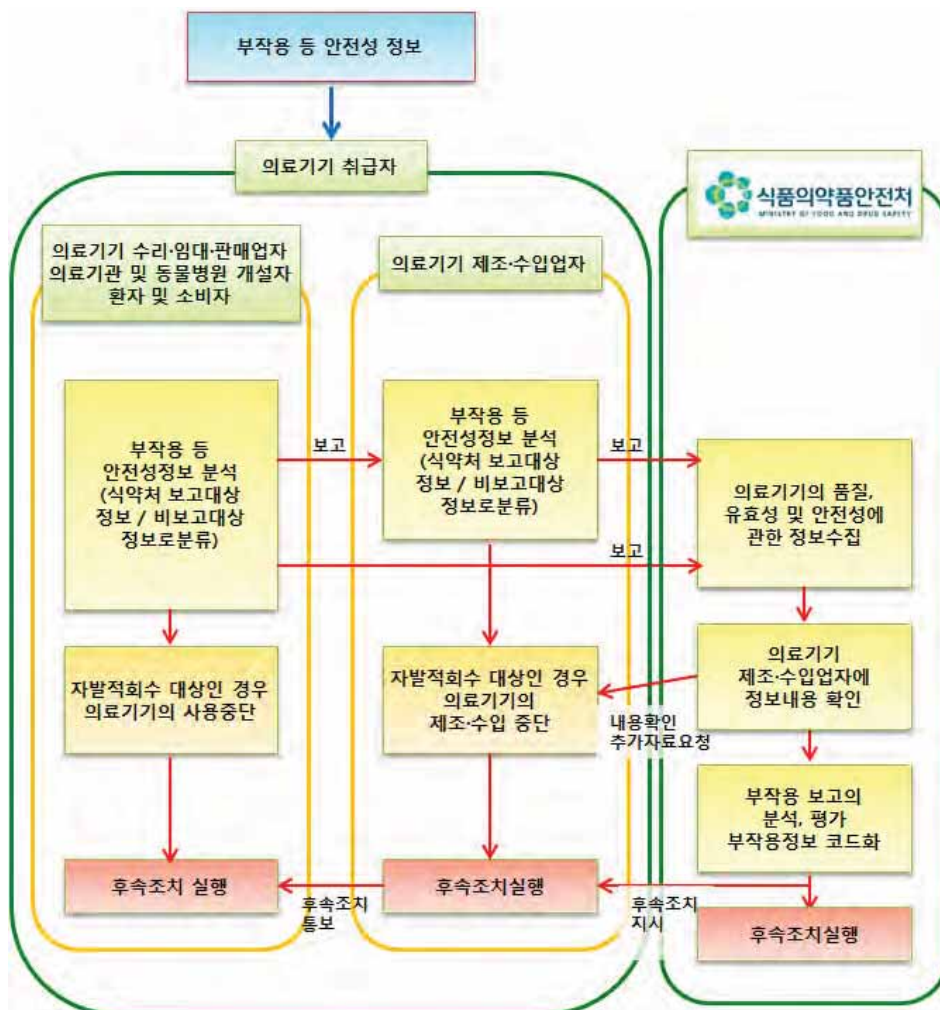 부작용 등 안전성 정보
의료기기 취급자
식품의약품안전처
MINISTRY OF FOOD AND DRUG SAFETY
의료기기 수리·임대·판매업자
의료기관 및 동물병원 개설자
환자 및 소비자
의료기기 제조·수입업자
부작용 등
안전성정보 분석
(식약처 보고대상
정보 / 비보고대상
정보로분류)
보고
부작용 등
안전성정보 분석
(식약처 보고대상
정보 / 비보고대상
정보로분류)
보고
보고
의료기기의 품질,
유효성 및 안전성에
관한 정보수집
자발적회수 대상인 경우
의료기기의 사용중단
자발적회수 대상인 경우
의료기기의
제조·수입 중단
내용확인
추가자료요청
의료기기
제조·수입업자에
정보내용 확인
부작용 보고의
분석, 평가
부작용정보 코드화
후속조치 실행
후속조치
통보
후속조치실행
후속조치
지시
후속조치실행